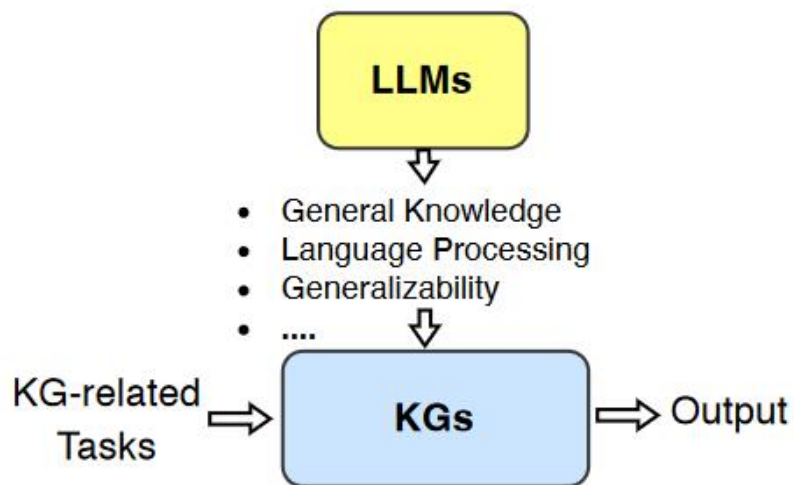 LLMs
• General Knowledge
• Language Processing
• Generalizability
• ....
KG-related
Tasks
KGs
Output